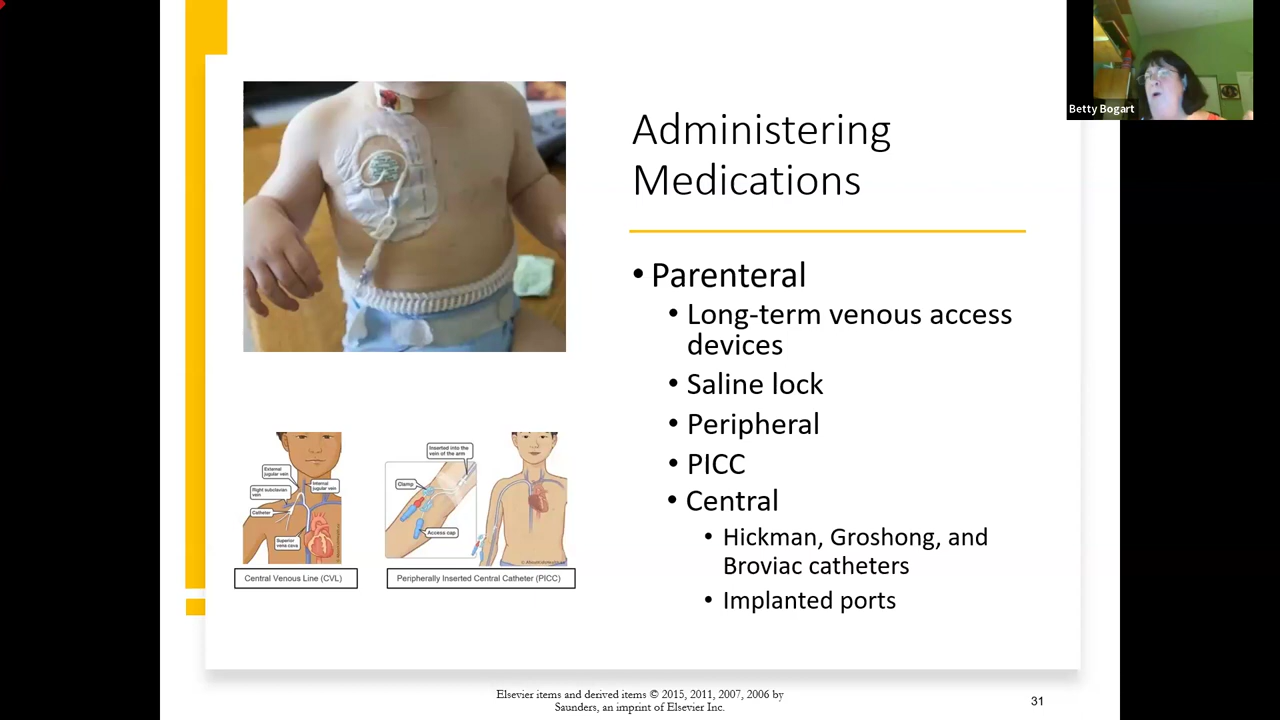 Betty Bogart
Administering
Medications
• Parenteral
• Long-term venous access
devices
• Saline lock
• Peripheral
• PICC
• Central
• Hickman, Groshong, and
Broviac catheters
• Implanted ports
External
jugular vein
Internal
jugular vein
Right subclavian
vein
Catheter
Superior
vena cava
Central Venous Line (CVL)
Inserted into the
vein of the arm
Clamp
Access cap
Peripherally Inserted Central Catheter (PICC)
Elsevier items and derived items © 2015, 2011, 2007, 2006 by
Saunders, an imprint of Elsevier Inc.
31